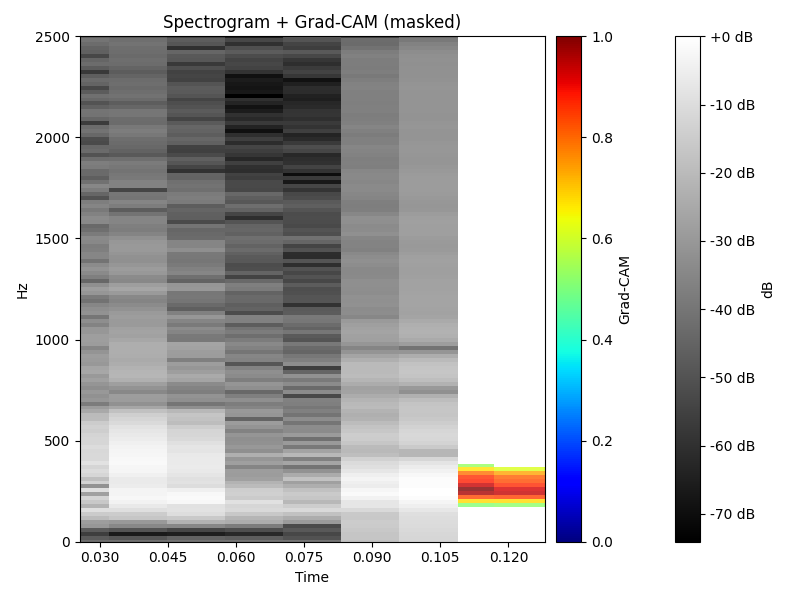 Spectrogram + Grad-CAM (masked)
2500
2000
1500
1000
500
0
Hz
0.030
0.045
0.060
0.075
0.090
0.105
0.120
Time
1.0
0.8
0.6
0.4
0.2
0.0
Grad-CAM
+0 dB
-10 dB
-20 dB
-30 dB
-40 dB
-50 dB
-60 dB
-70 dB
dB